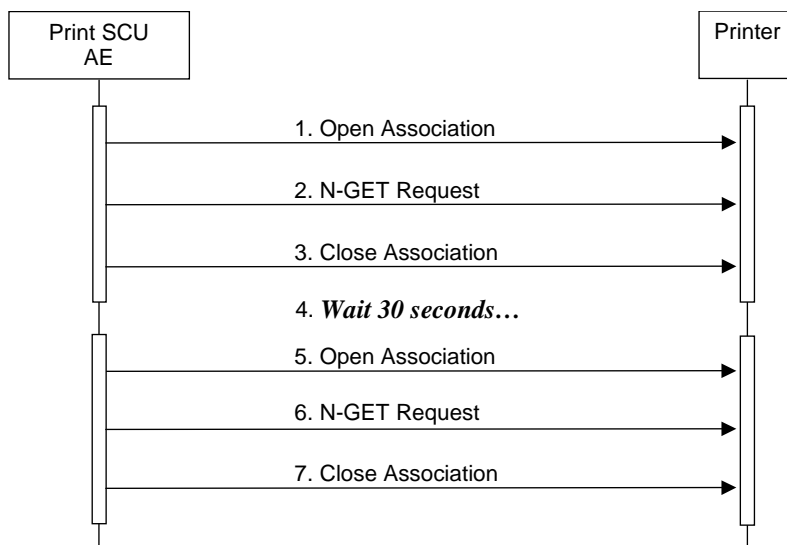 Print SCU
AE
Printer
1. Open Association
2. N-GET Request
3. Close Association
4. Wait 30 seconds…
5. Open Association
6. N-GET Request
7. Close Association